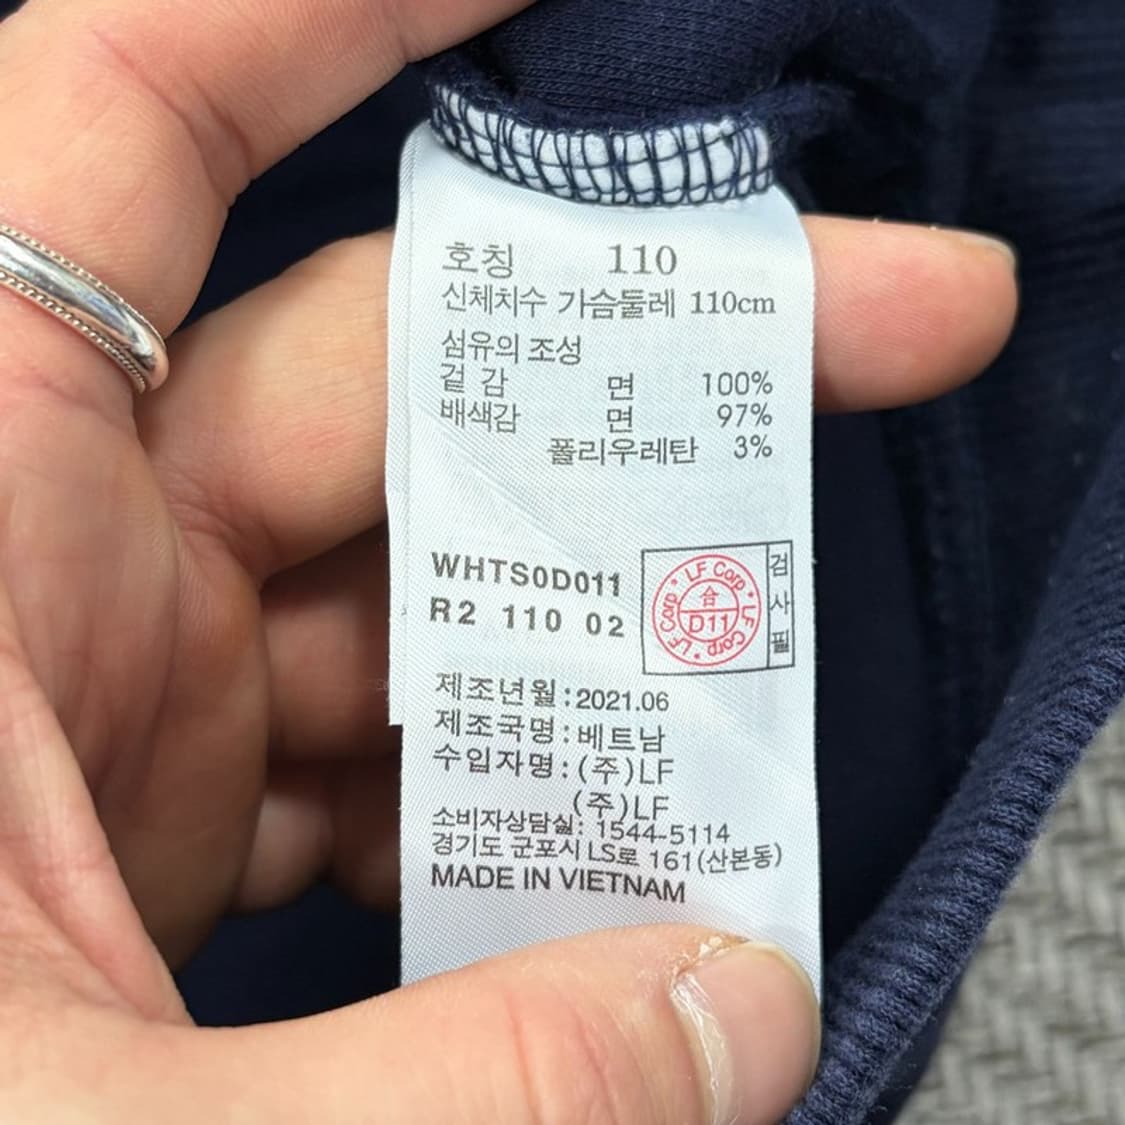 호칭 110
신체치수 가슴둘레 110cm
섬유의 조성
겉 감 면 100%
배색감 면 97%
폴리우레탄 3%
WHTS0D011
R2 110 02
LF Corp • LF Corp • LF Corp •
合
D11
검사필
제조년월:2021.06
제조국명:베트남
수입자명:(주)LF
(주)LF
소비자상담실: 1544-5114
경기도 군포시 LS로 161(산본동)
MADE IN VIETNAM